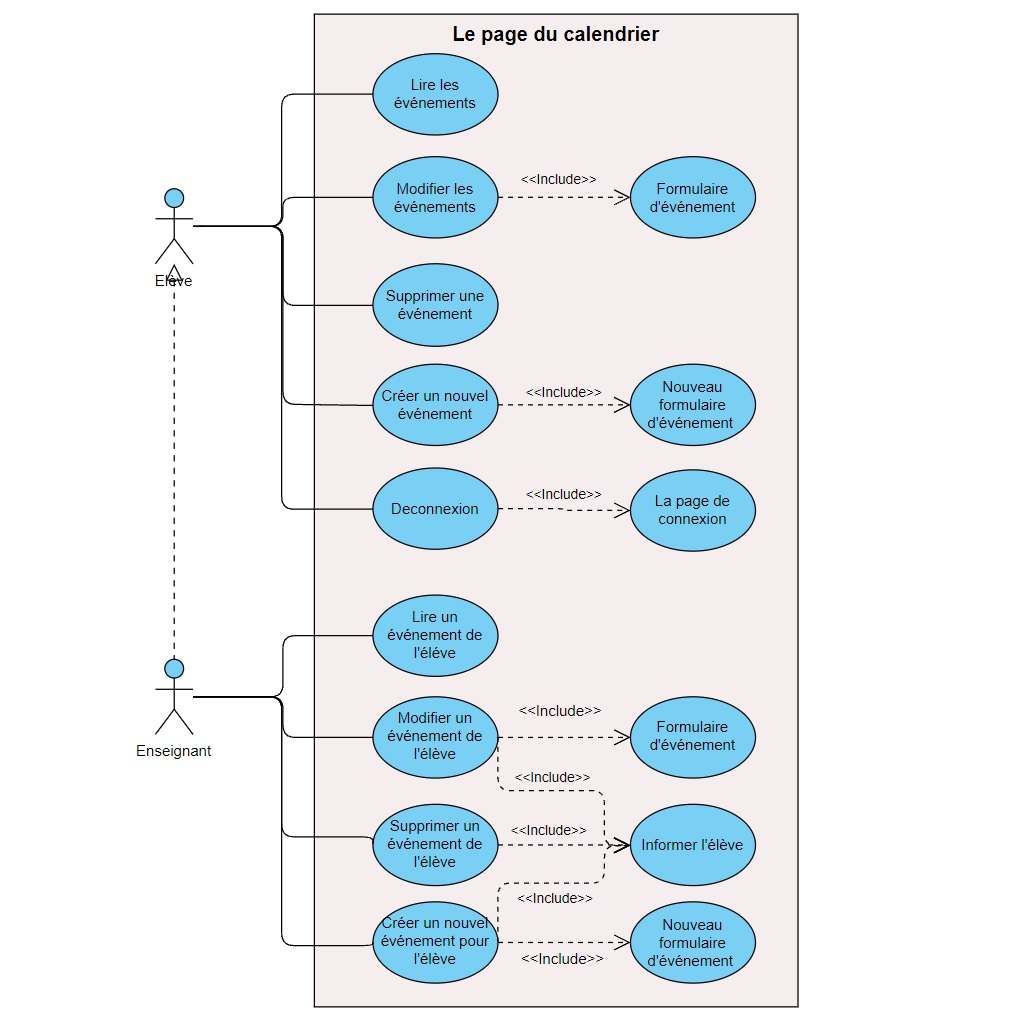 Le page du calendrier
Lire les
événements
Modifier les
événements
<<Include>>
Formulaire
d'événement
Elève
Supprimer une
événement
Créer un nouvel
événement
<<Include>>
Nouveau
formulaire
d'événement
Deconnexion
<<Include>>
La page de
connexion
Lire un
événement de
l'éléve
Enseignant
Modifier un
événement de
l'élève
<<Include>>
Formulaire
d'événement
<<Include>>
Supprimer un
événement de
l'élève
<<Include>>
Informer l'élève
<<Include>>
Créer un nouvel
événement pour
l'élève
<<Include>>
Nouveau
formulaire
d'événement